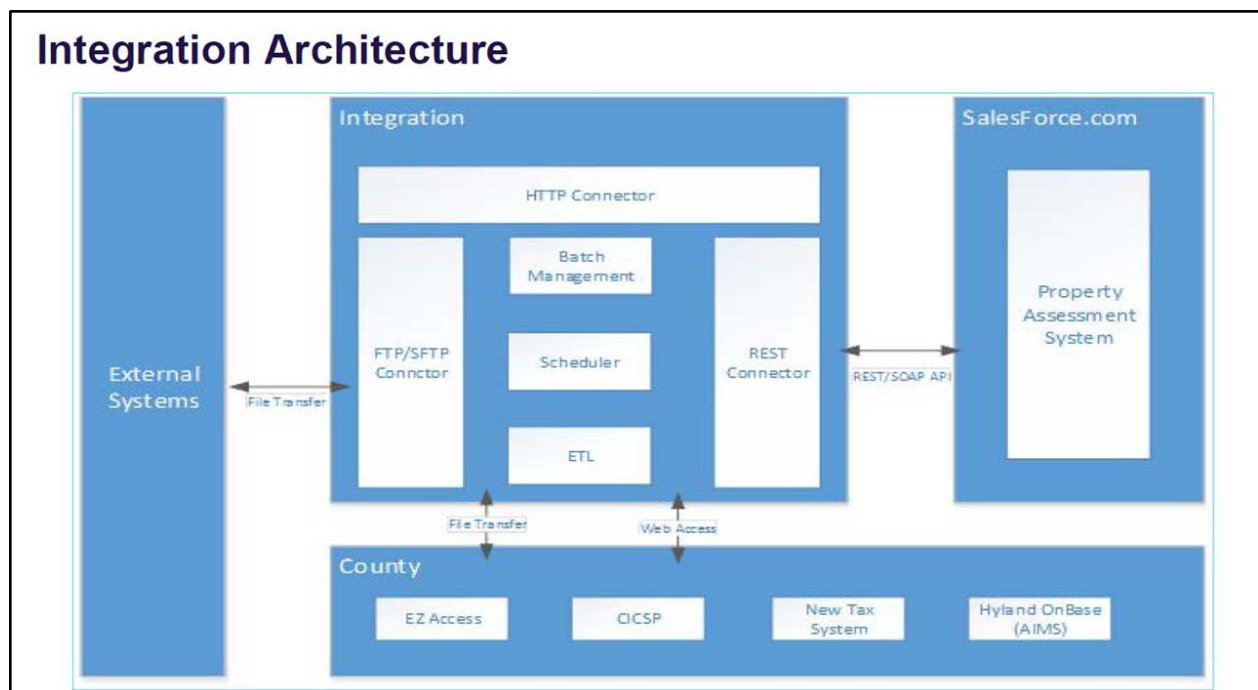 Integration Architecture
External
Systems
File Transfer
Integration
HTTP Connector
FTP/SFTP
Connctor
Batch
Management
Scheduler
ETL
REST
Connector
REST/SOAP API
SalesForce.com
Property
Assessment
System
File Transfer
Web Access
County
EZ Access
CICSP
New Tax
System
Hyland OnBase
(AIMS)